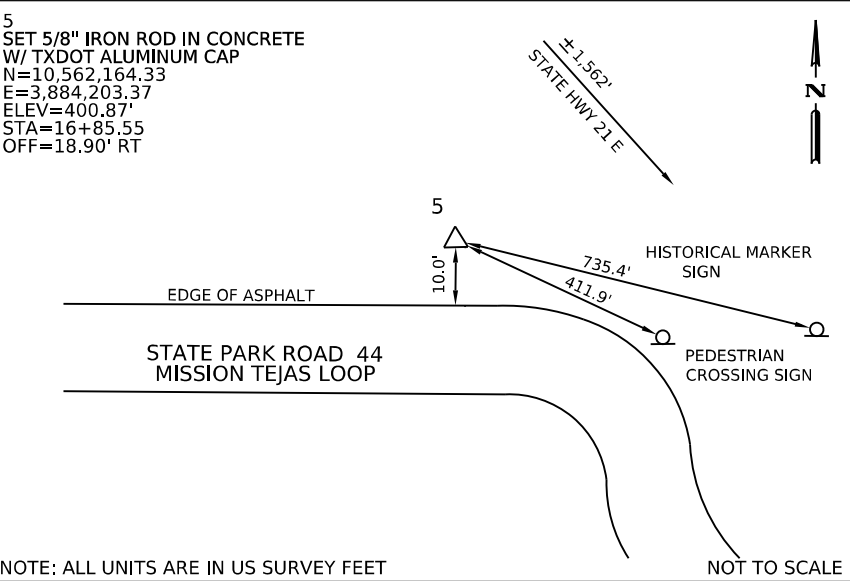 5
SET 5/8" IRON ROD IN CONCRETE
W/ TXDOT ALUMINUM CAP
N=10,562,164.33
E=3,884,203.37
ELEV=400.87'
STA=16+85.55
OFF=18.90' RT
±1,562'
STATE HWY 21 E
N
5
10.0'
735.4'
411.9'
HISTORICAL MARKER
SIGN
EDGE OF ASPHALT
STATE PARK ROAD 44
MISSION TEJAS LOOP
PEDESTRIAN
CROSSING SIGN
NOTE: ALL UNITS ARE IN US SURVEY FEET
NOT TO SCALE